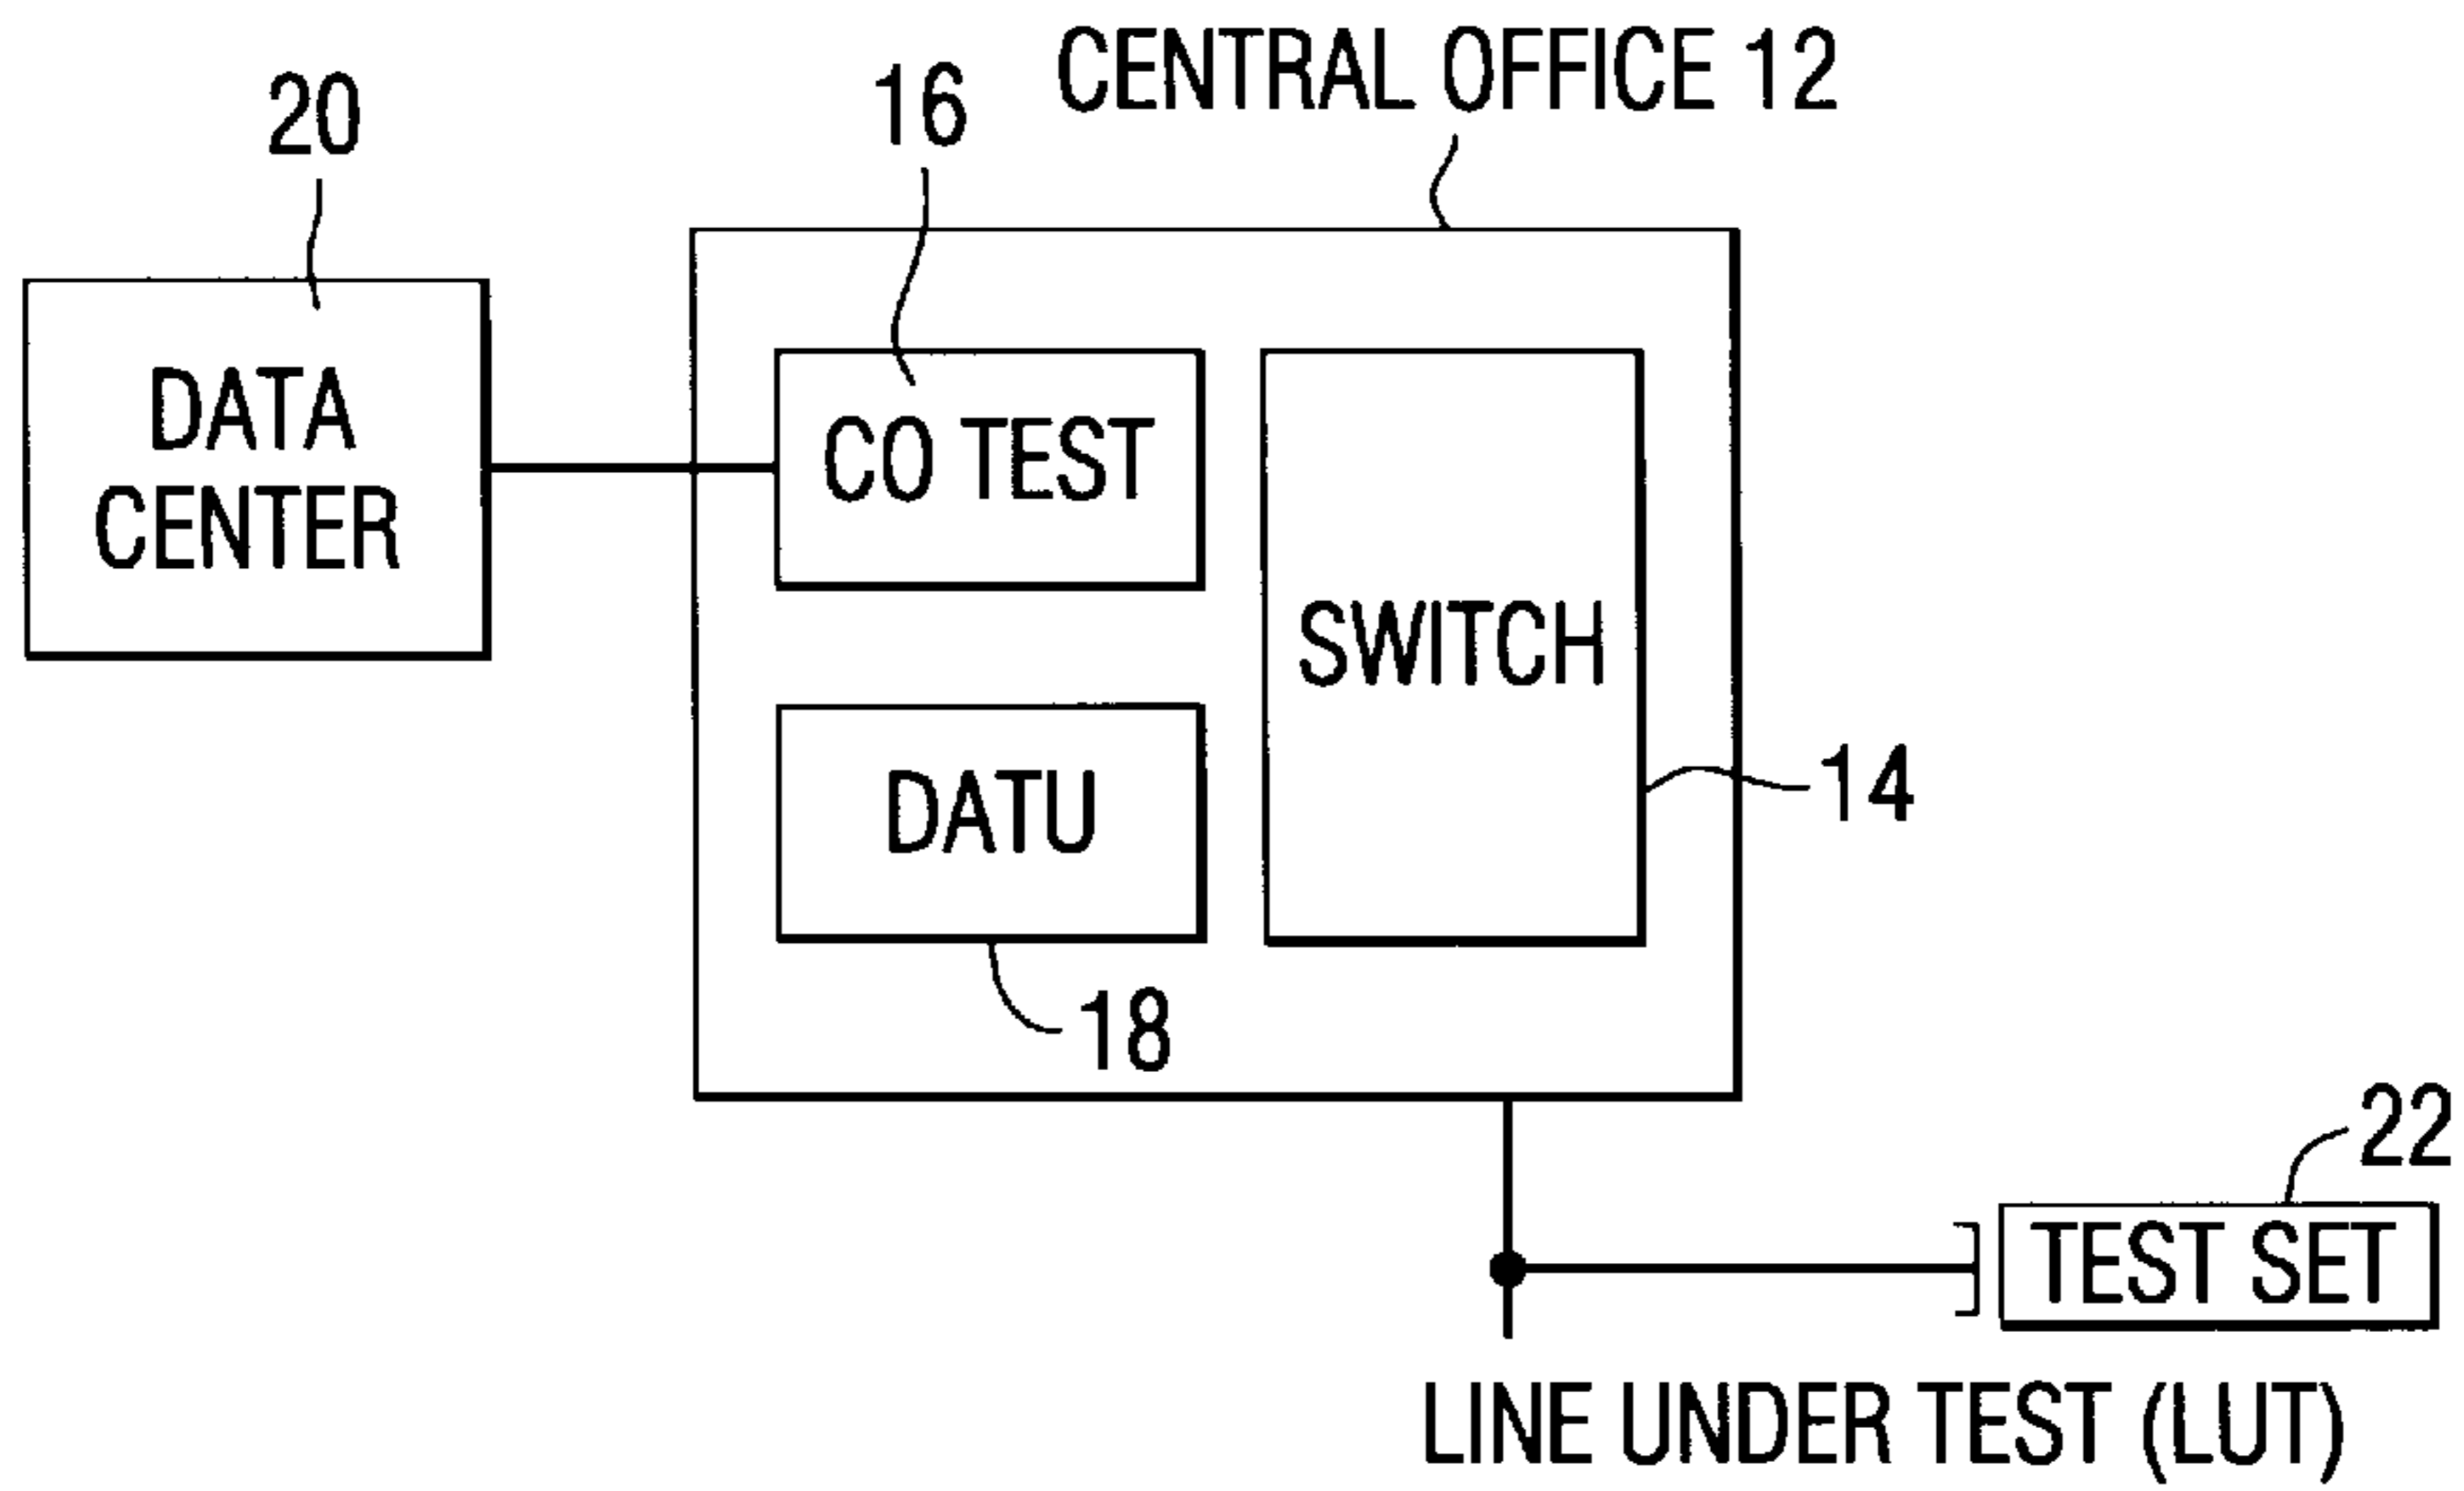 CENTRAL OFFICE 12
20
16
DATA
CENTER
CO TEST
SWITCH
DATU
14
18
22
TEST SET
LINE UNDER TEST (LUT)